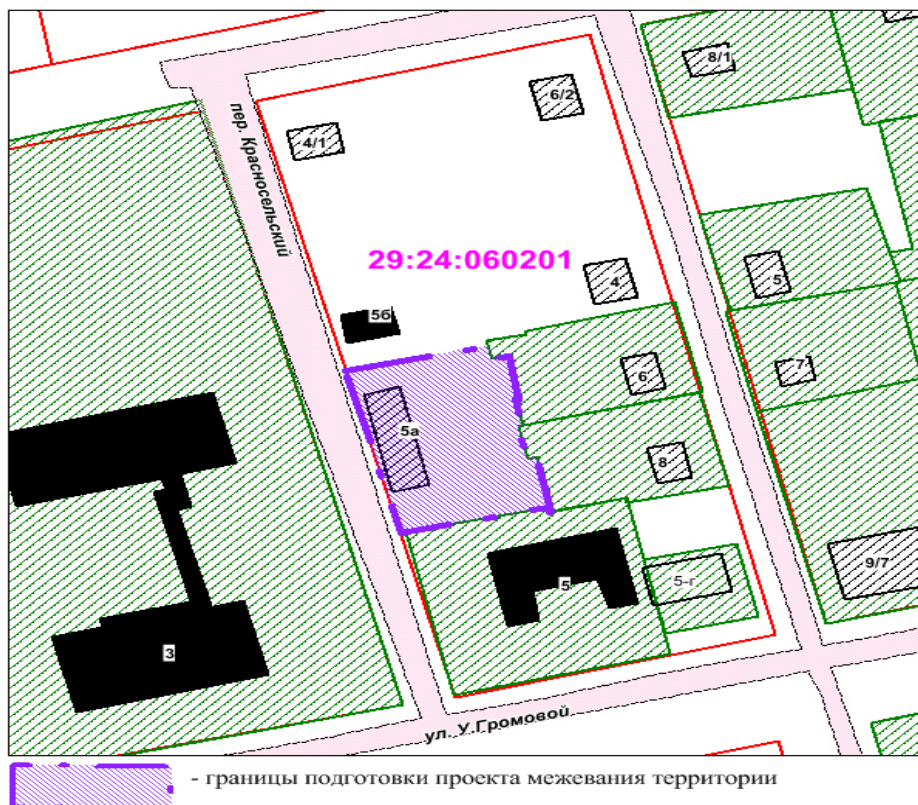 8/1
6/2
4/1
пер. Красносельский
29:24:060201
4
5
5б
6
7
5а
8
9/7
5
5-г
3
ул. У.Громовой
- границы подготовки проекта межевания территории